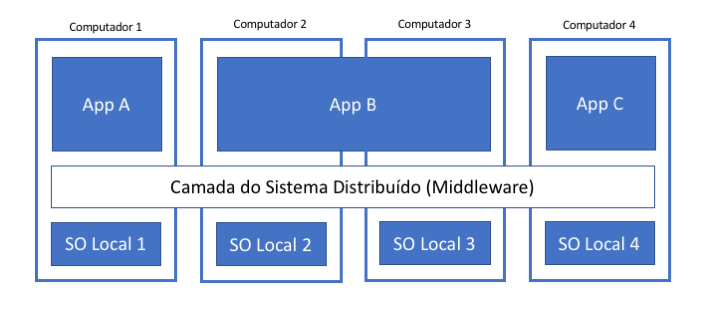 Computador 1
Computador 2
Computador 3
Computador 4
App A
App B
App C
Camada do Sistema Distribuído (Middleware)
SO Local 1
SO Local 2
SO Local 3
SO Local 4